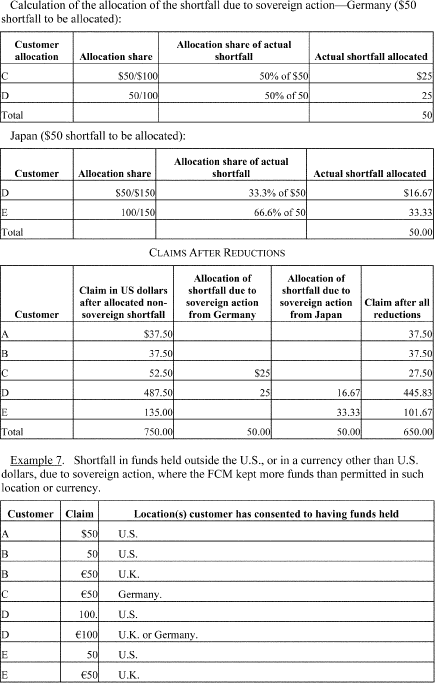 Calculation of the allocation of the shortfall due to sovereign action—Germany ($50
shortfall to be allocated):
Customer allocation Allocation share Allocation share of actual shortfall Actual shortfall allocated
C $50/$100 50% of $50 $25
D 50/100 50% of 50 25
Total 50
Japan ($50 shortfall to be allocated):
Customer Allocation share Allocation share of actual shortfall Actual shortfall allocated
D $50/$150 33.3% of $50 $16.67
E 100/150 66.6% of 50 33.33
Total 50.00
CLAIMS AFTER REDUCTIONS
Customer Claim in US dollars after allocated non-sovereign shortfall Allocation of shortfall due to sovereign action from Germany Allocation of shortfall due to sovereign action from Japan Claim after all reductions
A $37.50 37.50
B 37.50 37.50
C 52.50 $25 27.50
D 487.50 25 16.67 445.83
E 135.00 33.33 101.67
Total 750.00 50.00 50.00 650.00
Example 7. Shortfall in funds held outside the U.S., or in a currency other than U.S.
dollars, due to sovereign action, where the FCM kept more funds than permitted in such
location or currency.
Customer Claim Location(s) customer has consented to having funds held
A $50 U.S.
B 50 U.S.
B €50 U.K.
C €50 Germany.
D 100. U.S.
D €100 U.K. or Germany.
E 50 U.S.
E €50 U.K.